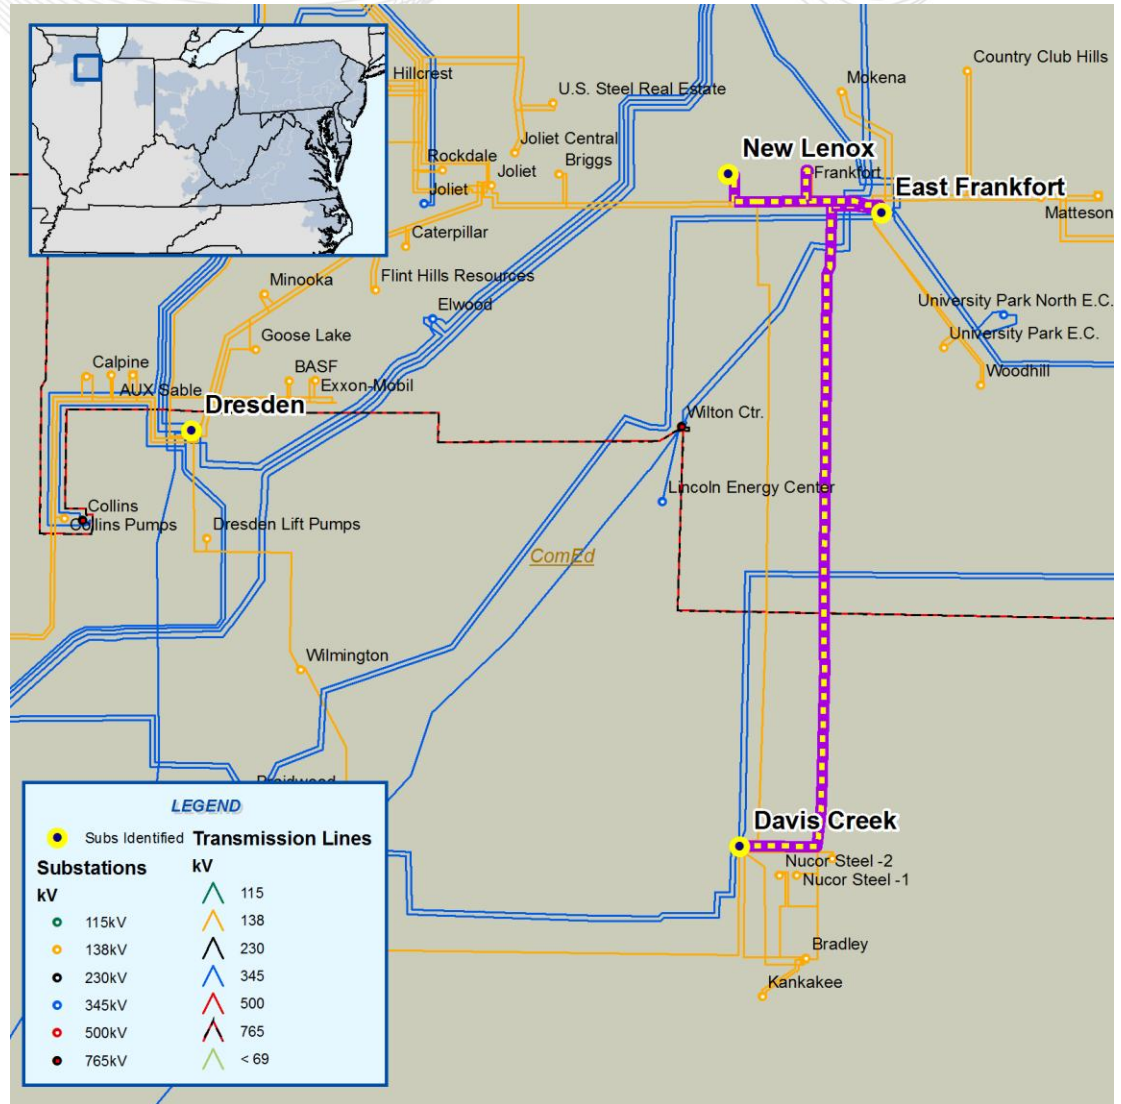 Country Club Hills
Hillcrest
Mokena
U.S. Steel Real Estate
Joliet Central
Briggs
New Lenox
Rockdale
Joliet
Frankfort
East Frankfort
Joliet
Matteson
Caterpillar
Flint Hills Resources
Minooka
Elwood
University Park North E.C.
Goose Lake
University Park E.C.
Calpine
BASF
Woodhill
AUX Sable
Exxon-Mobil
Dresden
Wilton Ctr.
Lincoln Energy Center
Collins
Collins Pumps
Dresden Lift Pumps
ComEd
Wilmington
Braidwood
LEGEND
Subs Identified
Transmission Lines
Substations
kV
kV
115kV
138kV
230kV
345kV
500kV
765kV
115
138
230
345
500
765
< 69
Davis Creek
Nucor Steel -2
Nucor Steel -1
Bradley
Kankakee